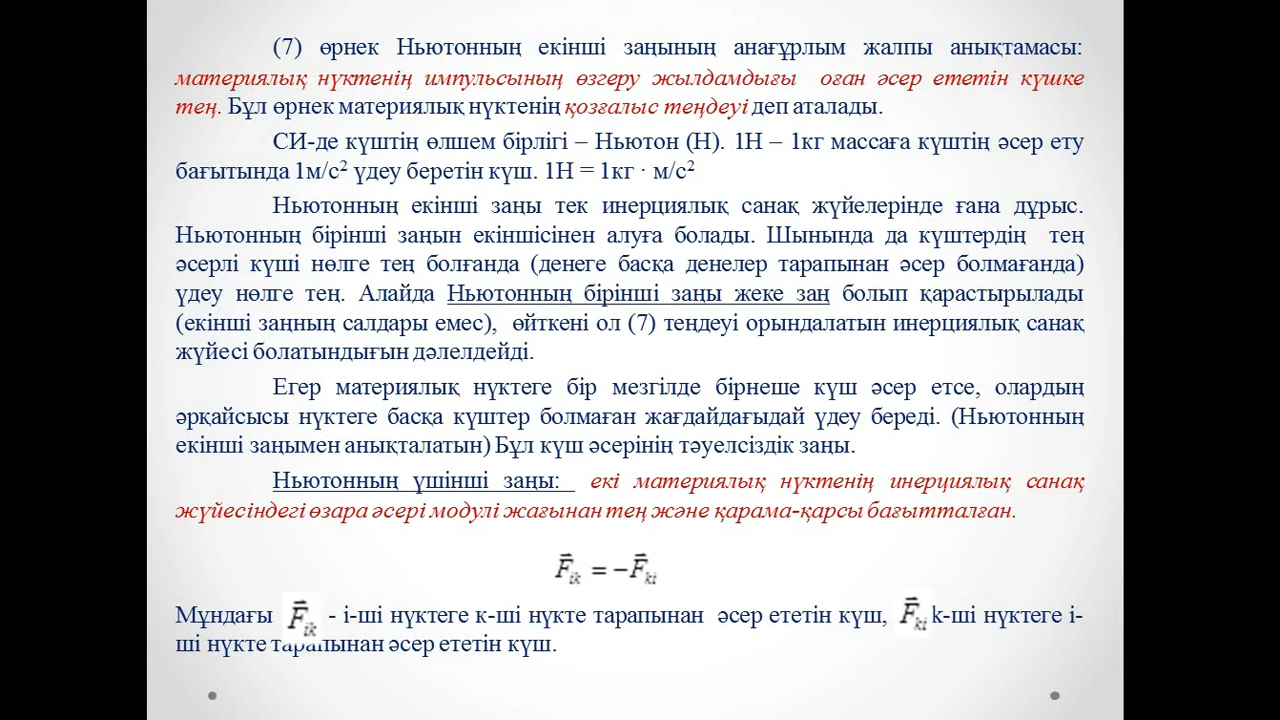 (7) өрнек Ньютонның екінші заңының анағұрлым жалпы анықтамасы:
материялық нүктенің импульсының өзгеру жылдамдығы оған әсер ететін күшке
тең. Бұл өрнек материялық нүктенің қозғалыс теңдеуі деп аталады.
СИ-де күштің өлшем бірлігі – Ньютон (Н). 1Н – 1кг массаға күштің әсер ету
бағытында 1м/с² үдеу беретін күш. 1Н = 1кг · м/с²
Ньютонның екінші заңы тек инерциялық санақ жүйелерінде ғана дұрыс.
Ньютонның бірінші заңын екіншісінен алуға болады. Шынында да күштердің тең
әсерлі күші нөлге тең болғанда (денеге басқа денелер тарапынан әсер болмағанда)
үдеу нөлге тең. Алайда Ньютонның бірінші заңы жеке заң болып қарастырылады
(екінші заңның салдары емес), өйткені ол (7) теңдеуі орындалатын инерциялық санақ
жүйесі болатындығын дәлелдейді.
Егер материялық нүктеге бір мезгілде бірнеше күш әсер етсе, олардың
әрқайсысы нүктеге басқа күштер болмаған жағдайдағыдай үдеу береді. (Ньютонның
екінші заңымен анықталатын) Бұл күш әсерінің тәуелсіздік заңы.
Ньютонның үшінші заңы: екі материялық нүктенің инерциялық санақ
жүйесіндегі өзара әсері модулі жағынан тең және қарама-қарсы бағытталған.
F⃗ik = −F⃗ki
Мұндағы F⃗ik - і-ші нүктеге к-ші нүкте тарапынан әсер ететін күш, F⃗ki k-ші нүктеге і-
ші нүкте тарапынан әсер ететін күш.